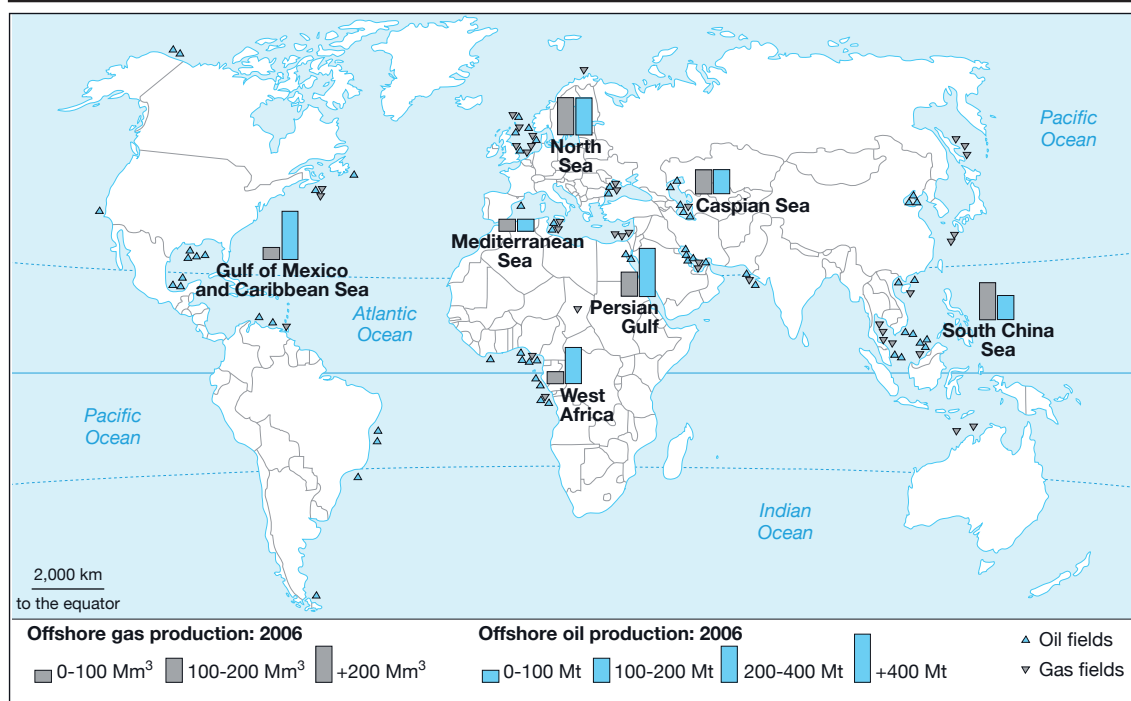 Pacific
Ocean
North
Sea
Caspian Sea
Mediterranean
Sea
Gulf of Mexico
and Caribbean Sea
Atlantic
Ocean
Persian
Gulf
South China
Sea
West
Africa
Pacific
Ocean
Indian
Ocean
2,000 km
to the equator
Offshore gas production: 2006
0-100 Mm³
100-200 Mm³
+200 Mm³
Offshore oil production: 2006
0-100 Mt
100-200 Mt
200-400 Mt
+400 Mt
Oil fields
Gas fields